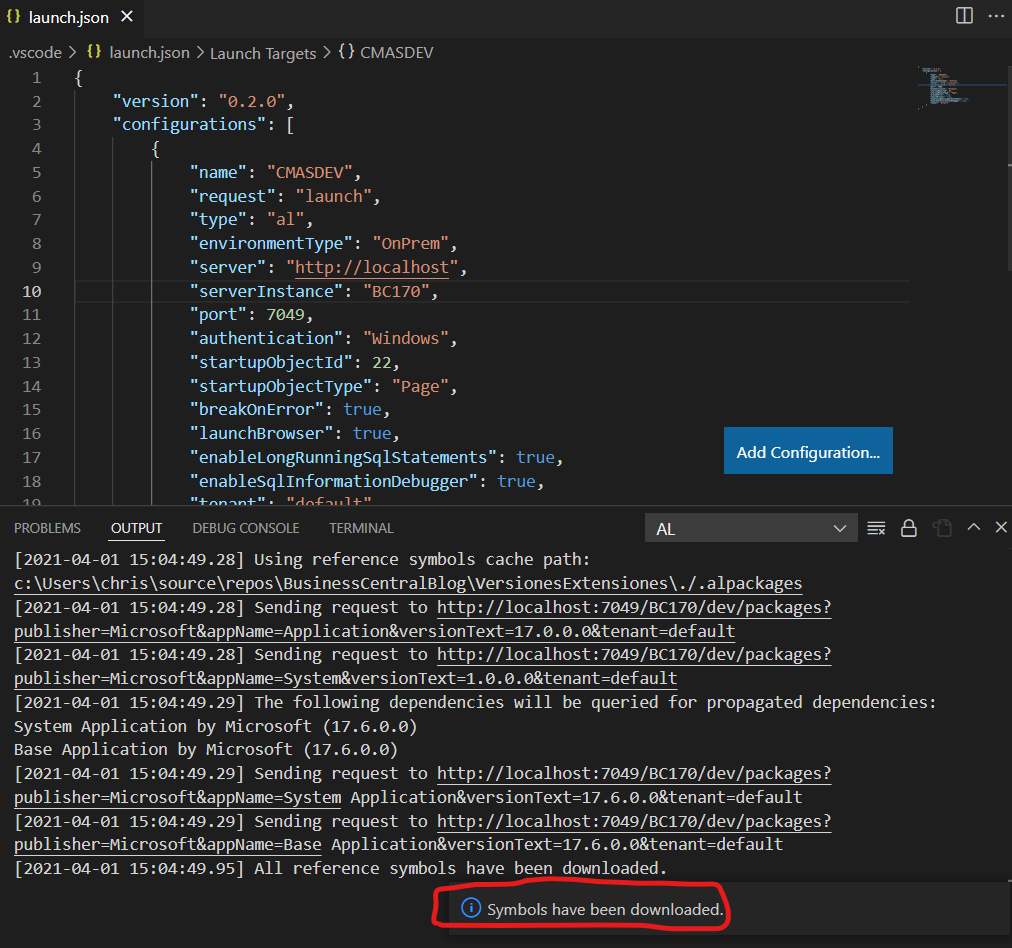 {} launch.json ×
.vscode > {} launch.json > Launch Targets > {} CMASDEV
1 {
2 "version": "0.2.0",
3 "configurations": [
4 {
5 "name": "CMASDEV",
6 "request": "launch",
7 "type": "al",
8 "environmentType": "OnPrem",
9 "server": "http://localhost",
10 "serverInstance": "BC170",
11 "port": 7049,
12 "authentication": "Windows",
13 "startupObjectId": 22,
14 "startupObjectType": "Page",
15 "breakOnError": true,
16 "launchBrowser": true,
17 "enableLongRunningSqlStatements": true,
18 "enableSqlInformationDebugger": true,
19 "tenant": "default"
Add Configuration...
PROBLEMS OUTPUT DEBUG CONSOLE TERMINAL AL
[2021-04-01 15:04:49.28] Using reference symbols cache path:
c:\Users\chris\source\repos\BusinessCentralBlog\VersionesExtensiones\./.alpackages
[2021-04-01 15:04:49.28] Sending request to http://localhost:7049/BC170/dev/packages?
publisher=Microsoft&appName=Application&versionText=17.0.0.0&tenant=default
[2021-04-01 15:04:49.28] Sending request to http://localhost:7049/BC170/dev/packages?
publisher=Microsoft&appName=System&versionText=1.0.0.0&tenant=default
[2021-04-01 15:04:49.29] The following dependencies will be queried for propagated dependencies:
System Application by Microsoft (17.6.0.0)
Base Application by Microsoft (17.6.0.0)
[2021-04-01 15:04:49.29] Sending request to http://localhost:7049/BC170/dev/packages?
publisher=Microsoft&appName=System Application&versionText=17.6.0.0&tenant=default
[2021-04-01 15:04:49.29] Sending request to http://localhost:7049/BC170/dev/packages?
publisher=Microsoft&appName=Base Application&versionText=17.6.0.0&tenant=default
[2021-04-01 15:04:49.95] All reference symbols have been downloaded.
Symbols have been downloaded.